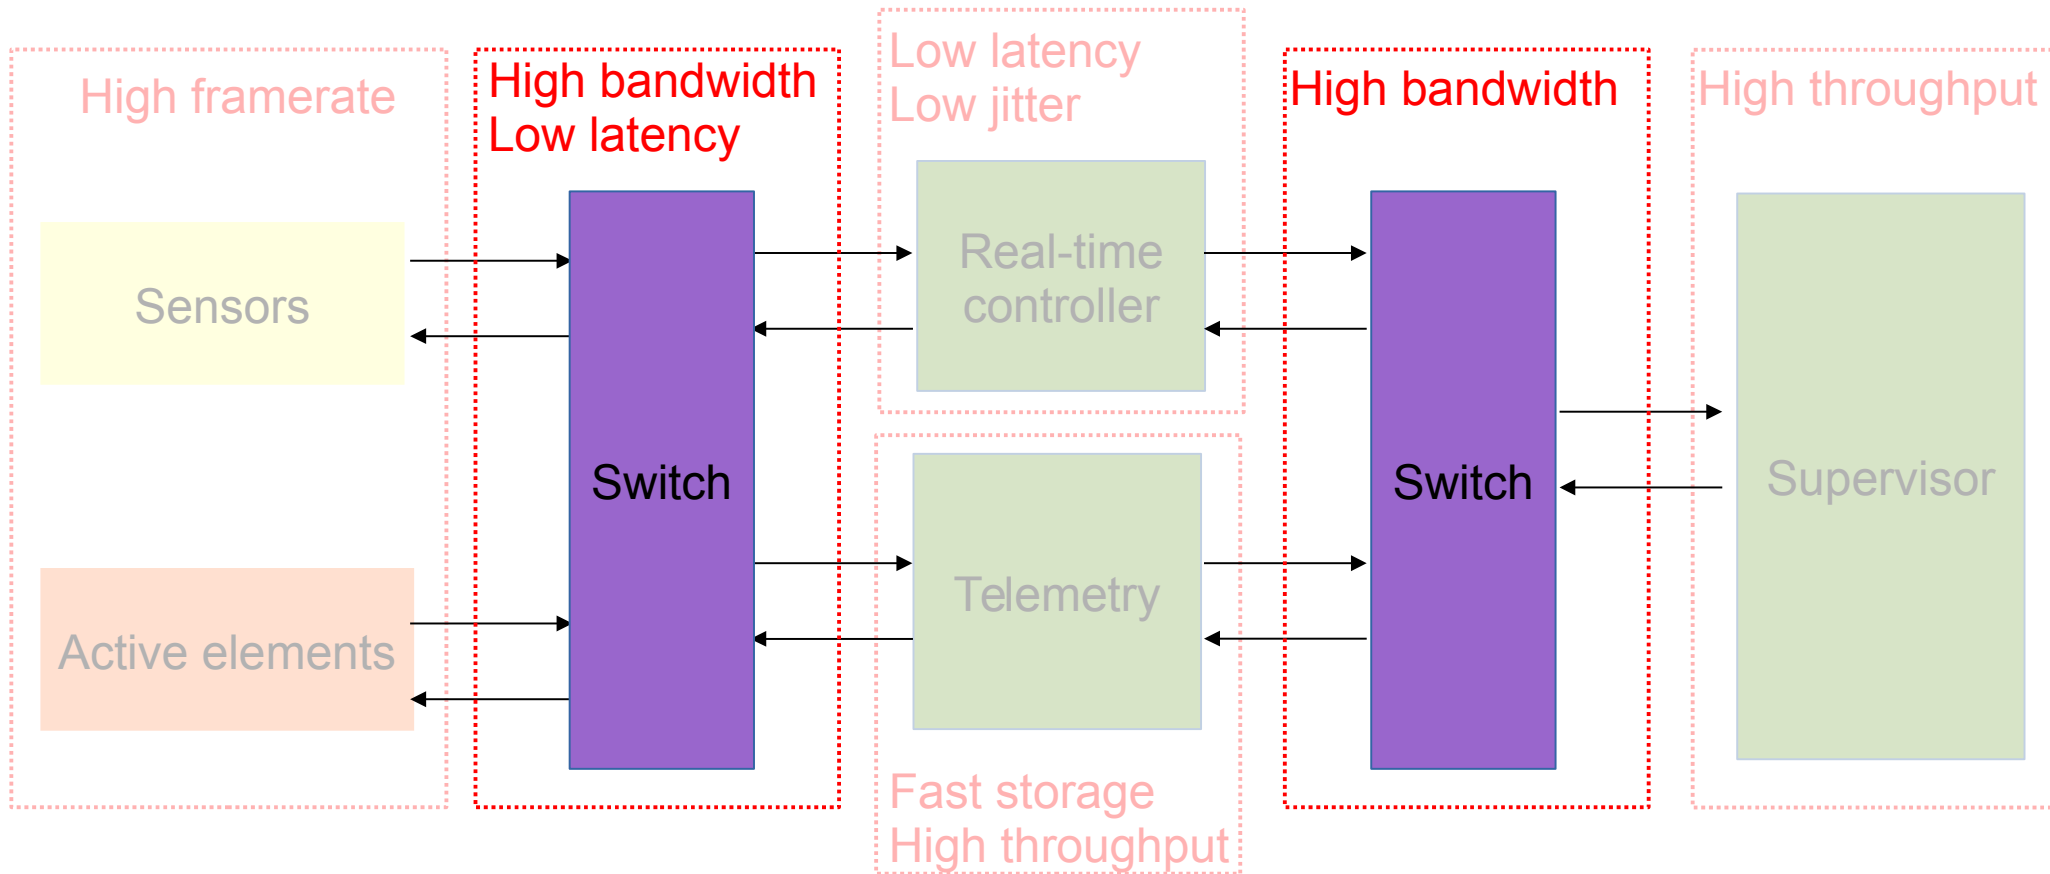 High framerate
Sensors
Active elements
High bandwidth
Low latency
Switch
Low latency
Low jitter
Real-time
controller
Telemetry
Fast storage
High throughput
High bandwidth
Switch
High throughput
Supervisor